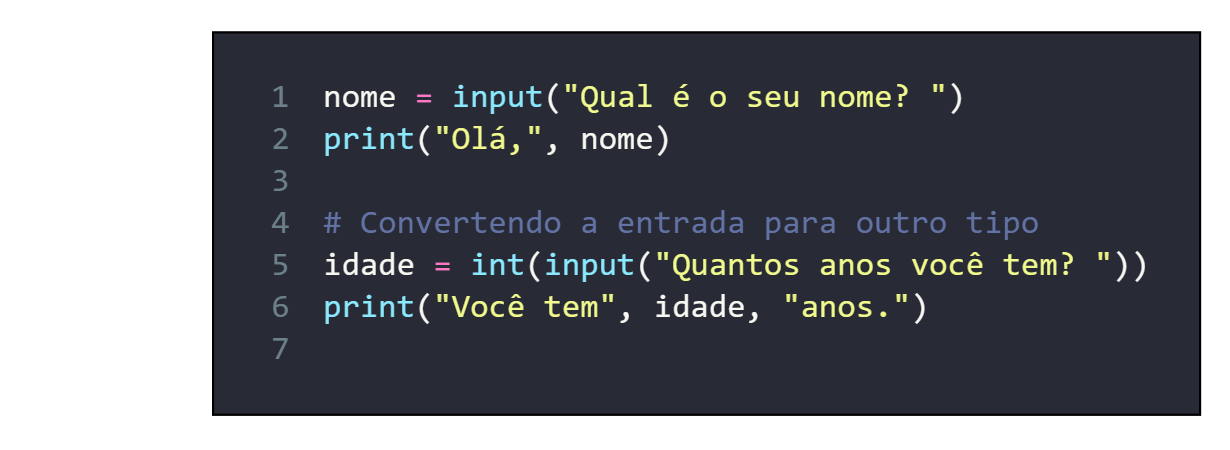 1 nome = input("Qual é o seu nome? ")
2 print("Olá,", nome)
3
4 # Convertendo a entrada para outro tipo
5 idade = int(input("Quantos anos você tem? "))
6 print("Você tem", idade, "anos.")
7